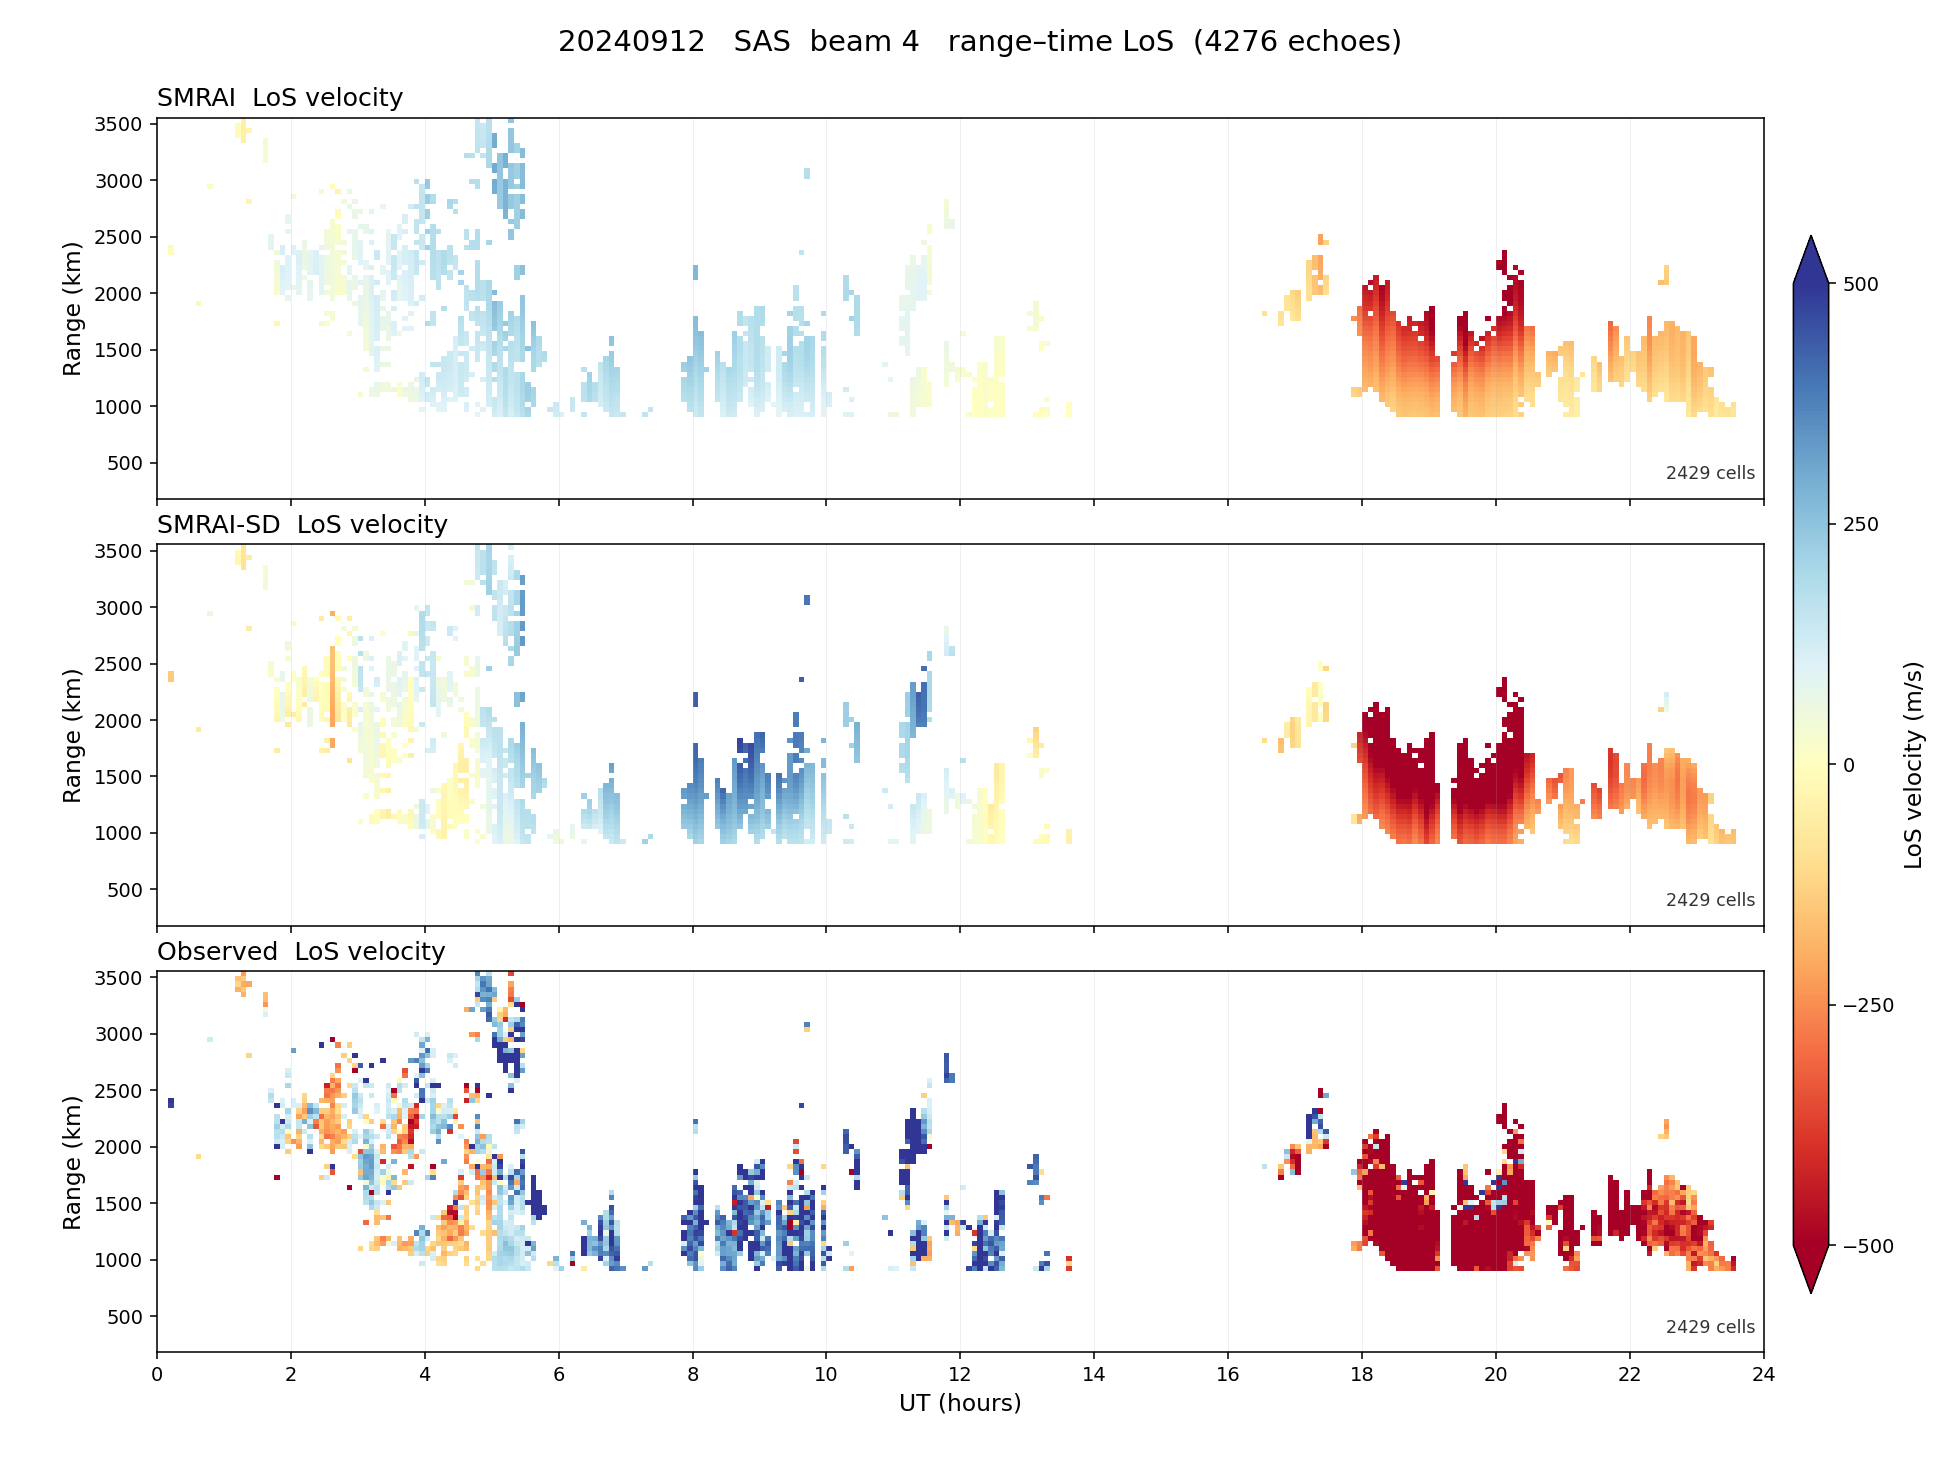 20240912   SAS  beam 4   range–time LoS  (4276 echoes)
SMRAI  LoS velocity
3500
3000
2500
2000
1500
1000
500
Range (km)
2429 cells
SMRAI-SD  LoS velocity
3500
3000
2500
2000
1500
1000
500
Range (km)
2429 cells
Observed  LoS velocity
3500
3000
2500
2000
1500
1000
500
Range (km)
2429 cells
0 2 4 6 8 10 12 14 16 18 20 22 24
UT (hours)
500
250
0
−250
−500
LoS velocity (m/s)